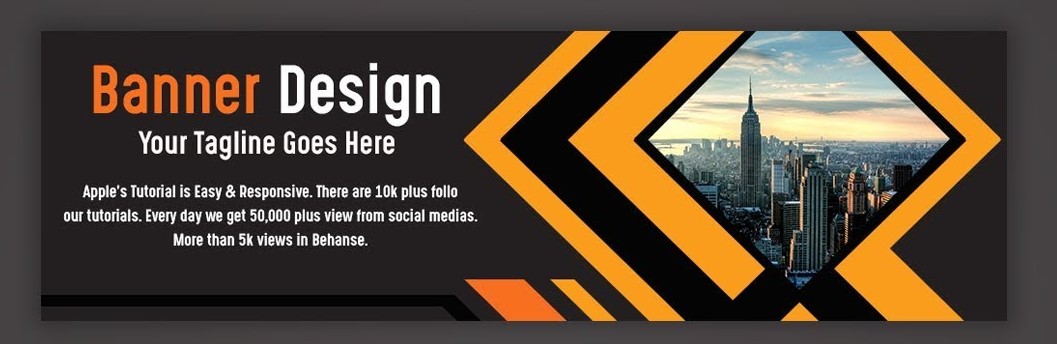 Banner Design
Your Tagline Goes Here
Apple's Tutorial is Easy & Responsive. There are 10k plus follo
our tutorials. Every day we get 50,000 plus view from social medias.
More than 5k views in Behanse.